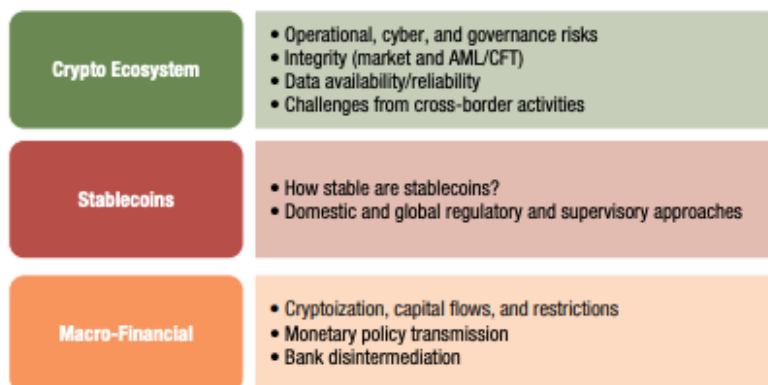 Crypto Ecosystem
• Operational, cyber, and governance risks
• Integrity (market and AML/CFT)
• Data availability/reliability
• Challenges from cross-border activities
Stablecoins
• How stable are stablecoins?
• Domestic and global regulatory and supervisory approaches
Macro-Financial
• Cryptoization, capital flows, and restrictions
• Monetary policy transmission
• Bank disintermediation